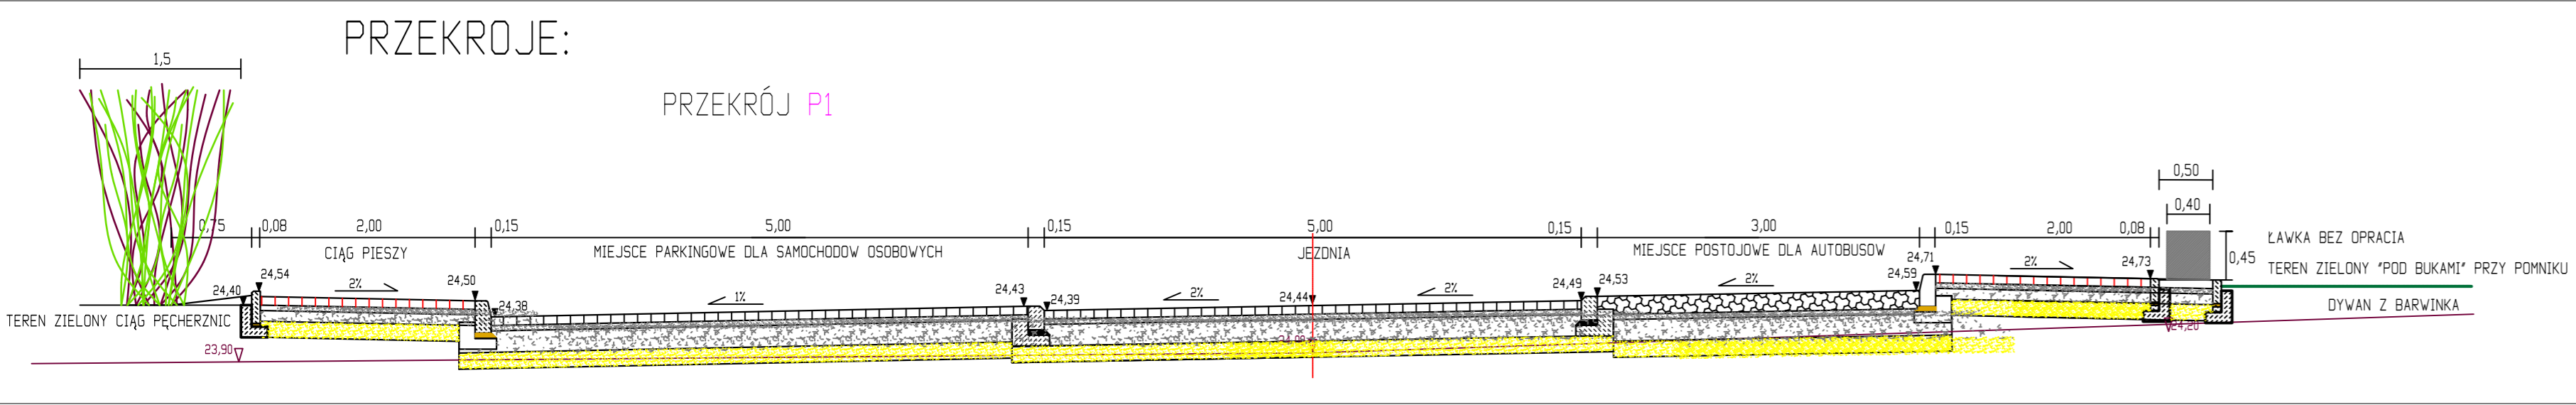 PRZEKROJE:
1,5
PRZEKRÓJ P1
0,50
0,40
0,75 0,08 2,00 0,15 5,00 0,15 5,00 0,15 3,00 0,15 2,00 0,08
CIĄG PIESZY
MIEJSCE PARKINGOWE DLA SAMOCHODOW OSOBOWYCH
JEZDNIA
MIEJSCE POSTOJOWE DLA AUTOBUSOW
ŁAWKA BEZ OPRACIA
0,45
TEREN ZIELONY "POD BUKAMI" PRZY POMNIKU
24,40 24,54 2% 24,50 24,38 1% 24,43 24,39 2% 24,44 2% 24,49 24,53 2% 24,59 24,71 2% 24,73
DYWAN Z BARWINKA
TEREN ZIELONY CIĄG PĘCHERZNIC
24,20
23,90